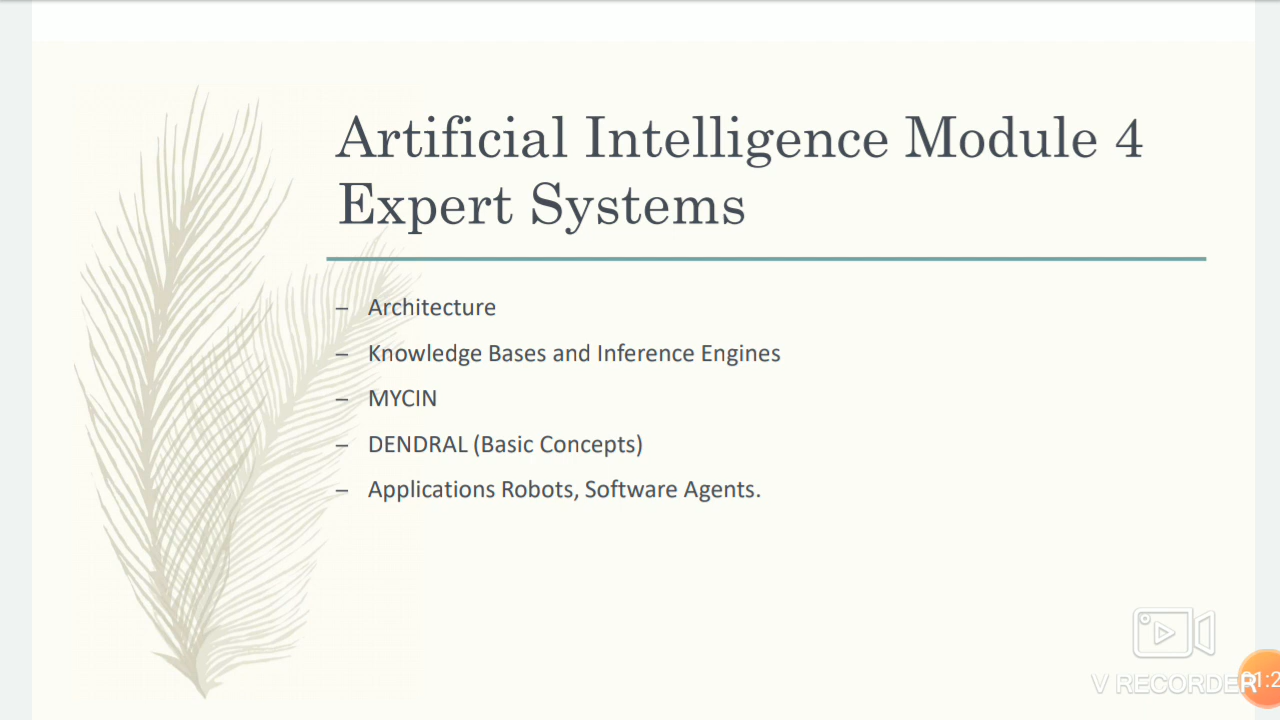 Artificial Intelligence Module 4
Expert Systems
– Architecture
– Knowledge Bases and Inference Engines
– MYCIN
– DENDRAL (Basic Concepts)
– Applications Robots, Software Agents.
V RECORDER